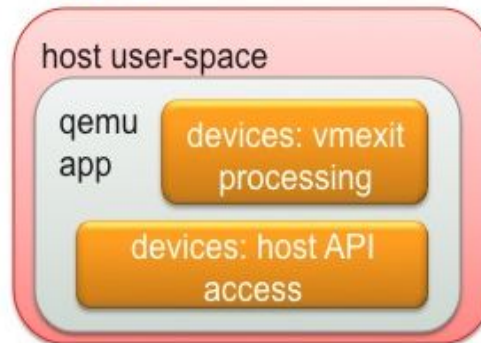 host user-space
qemu
app
devices: vmexit
processing
devices: host API
access